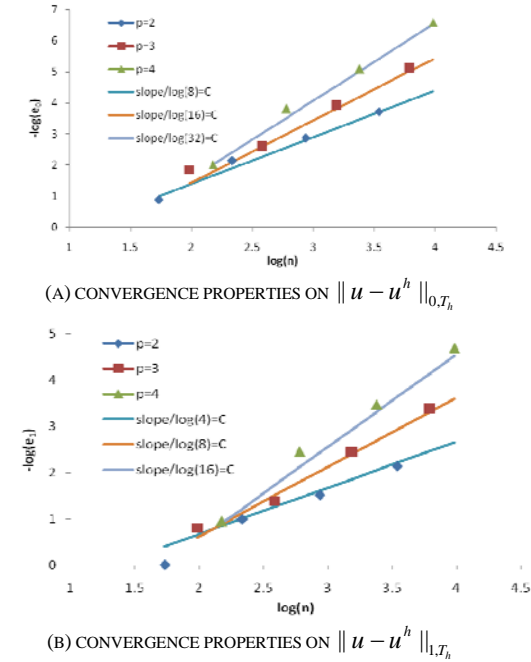 7
6
5
4
3
2
1
0
-log(e0)
p=2
p=3
p=4
slope/log(8)=C
slope/log(16)=C
slope/log(32)=C
1 1.5 2 2.5 3 3.5 4 4.5
log(n)
(A) CONVERGENCE PROPERTIES ON ‖ u − u^h ‖_{0,T_h}
5
4
3
2
1
0
-log(e1)
p=2
p=3
p=4
slope/log(4)=C
slope/log(8)=C
slope/log(16)=C
1 1.5 2 2.5 3 3.5 4 4.5
log(n)
(B) CONVERGENCE PROPERTIES ON ‖ u − u^h ‖_{1,T_h}